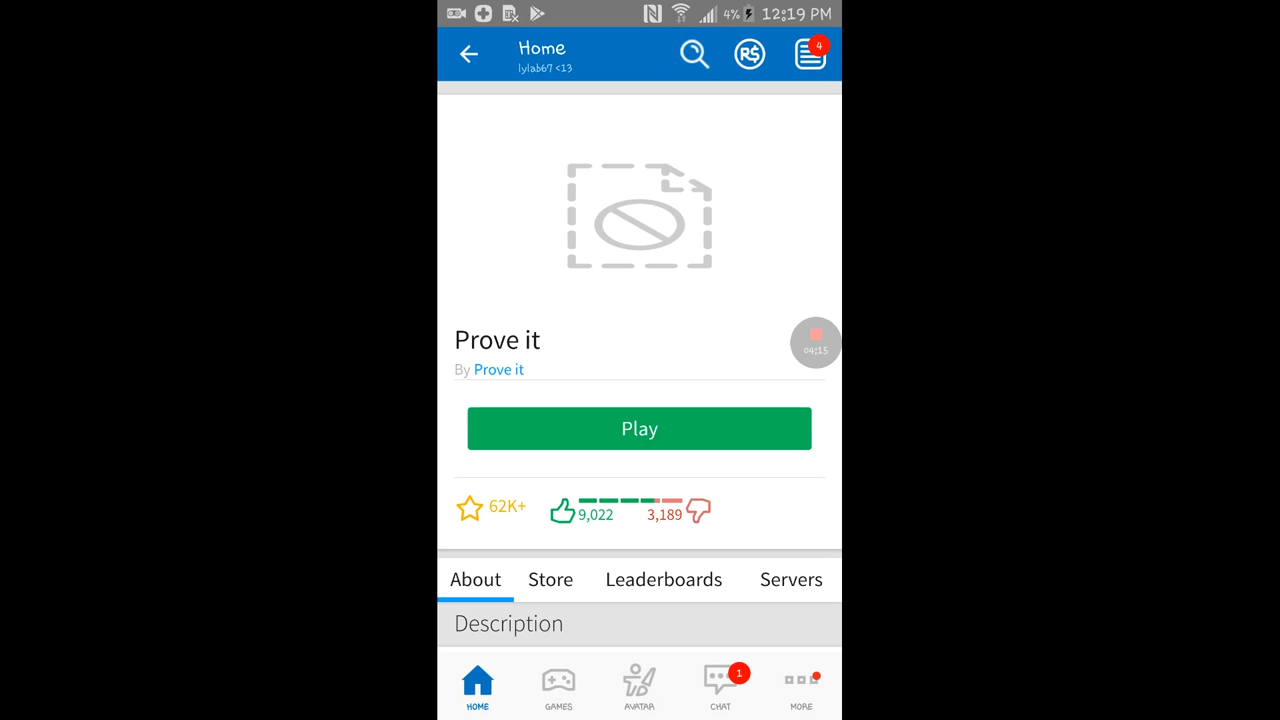 4% 12:19 PM
Home
lylab67 <13
R$
4
Prove it
04:15
By Prove it
Play
62K+
9,022
3,189
About Store Leaderboards Servers
Description
1
HOME GAMES AVATAR CHAT MORE